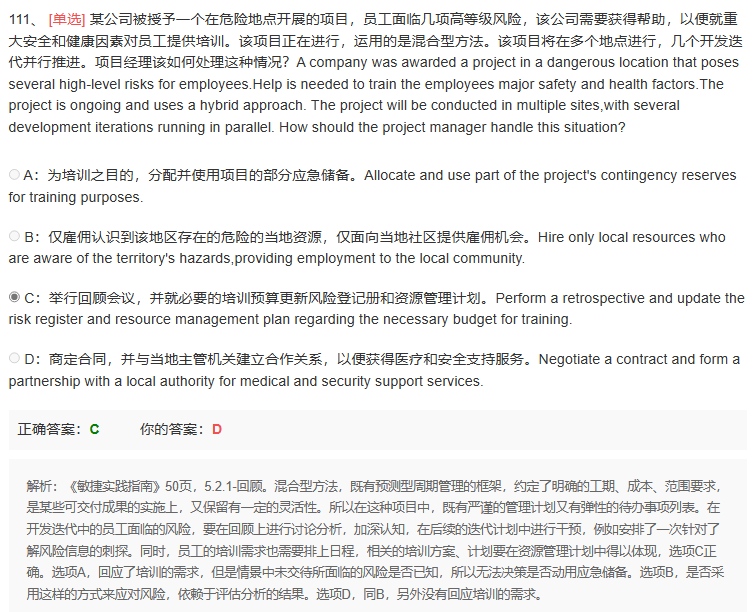 111、 [单选] 某公司被授予一个在危险地点开展的项目，员工面临几项高等级风险，该公司需要获得帮助，以便就重
大安全和健康因素对员工提供培训。该项目正在进行，运用的是混合型方法。该项目将在多个地点进行，几个开发迭
代并行推进。项目经理该如何处理这种情况？A company was awarded a project in a dangerous location that poses
several high-level risks for employees.Help is needed to train the employees major safety and health factors.The
project is ongoing and uses a hybrid approach. The project will be conducted in multiple sites,with several
development iterations running in parallel. How should the project manager handle this situation?
A：为培训之目的，分配并使用项目的部分应急储备。Allocate and use part of the project's contingency reserves
for training purposes.
B：仅雇佣认识到该地区存在的危险的当地资源，仅面向当地社区提供雇佣机会。Hire only local resources who
are aware of the territory's hazards,providing employment to the local community.
C：举行回顾会议，并就必要的培训预算更新风险登记册和资源管理计划。Perform a retrospective and update the
risk register and resource management plan regarding the necessary budget for training.
D：商定合同，并与当地主管机关建立合作关系，以便获得医疗和安全支持服务。Negotiate a contract and form a
partnership with a local authority for medical and security support services.
正确答案：C 你的答案：D
解析：《敏捷实践指南》50页，5.2.1-回顾。混合型方法，既有预测型周期管理的框架，约定了明确的工期、成本、范围要求，
是某些可交付成果的实施上，又保留有一定的灵活性。所以在这种项目中，既有严谨的管理计划又有弹性的待办事项列表。在
开发迭代中的员工面临的风险，要在回顾上进行讨论分析，加深认知，在后续的迭代计划中进行干预，例如安排了一次针对了
解风险信息的刺探。同时，员工的培训需求也需要排上日程，相关的培训方案、计划要在资源管理计划中得以体现，选项C正
确。选项A，回应了培训的需求，但是情景中未交待所面临的风险是否已知，所以无法决策是否动用应急储备。选项B，是否采
用这样的方式来应对风险，依赖于评估分析的结果。选项D，同B，另外没有回应培训的需求。